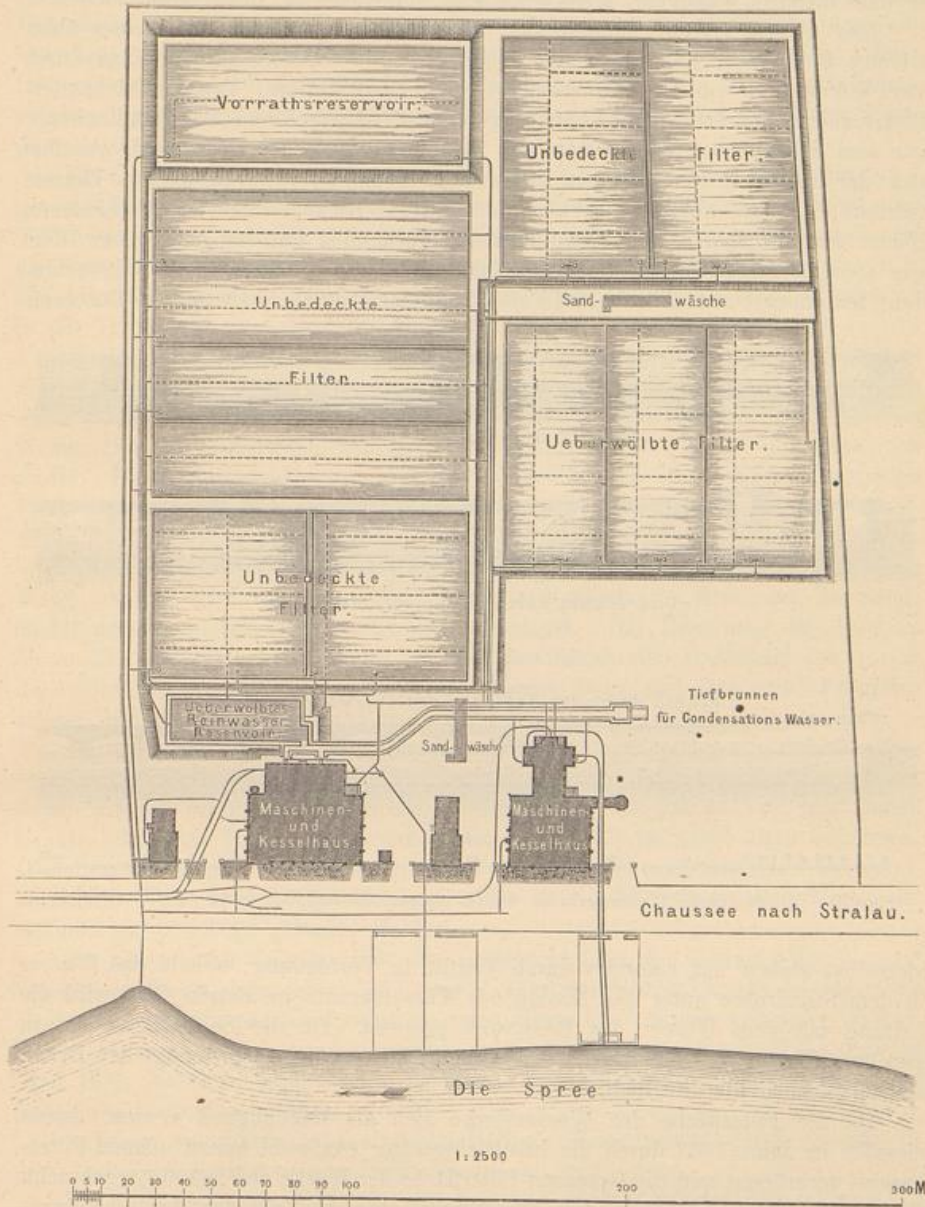 Vorrathsreservoir.
Unbedeckte Filter.
Unbedeckte
Filter
Sand- wäsche
Ueberwölbte Filter.
Unbedeckte
Filter.
Ueberwölbtes
Reinwasser
Reservoir.
Tiefbrunnen
für Condensations Wasser.
Sand- wäsche
Maschinen-
und
Kesselhaus.
Maschinen-
und
Kesselhaus
Chaussee nach Stralau.
Die Spree
1:2500
0 5 10 20 30 40 50 60 70 80 90 100 200 300 M